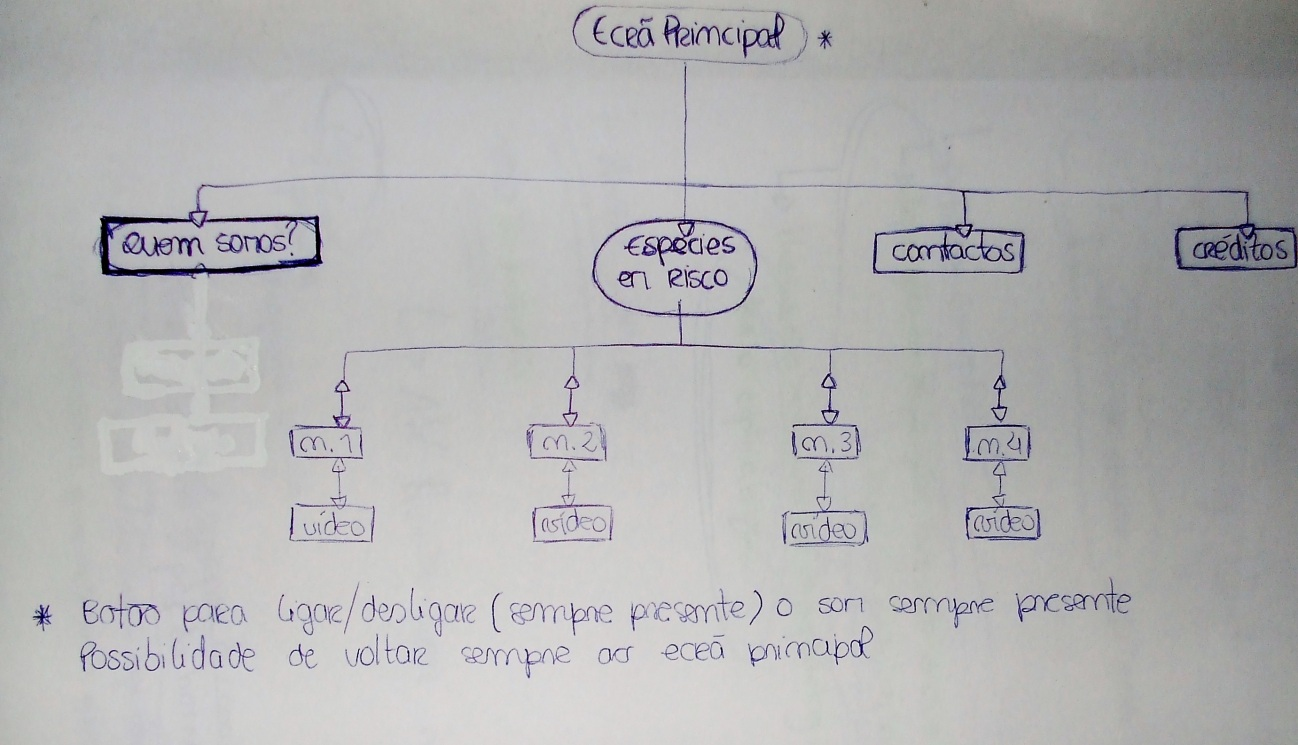 Ecrã Principal *
Quem somos?
Espécies
em Risco
contactos
créditos
n.1
n.2
n.3
n.4
vídeo
vídeo
vídeo
vídeo
* Botão para ligar/desligar (sempre presente) o som sempre presente
Possibilidade de voltar sempre ao ecrã principal